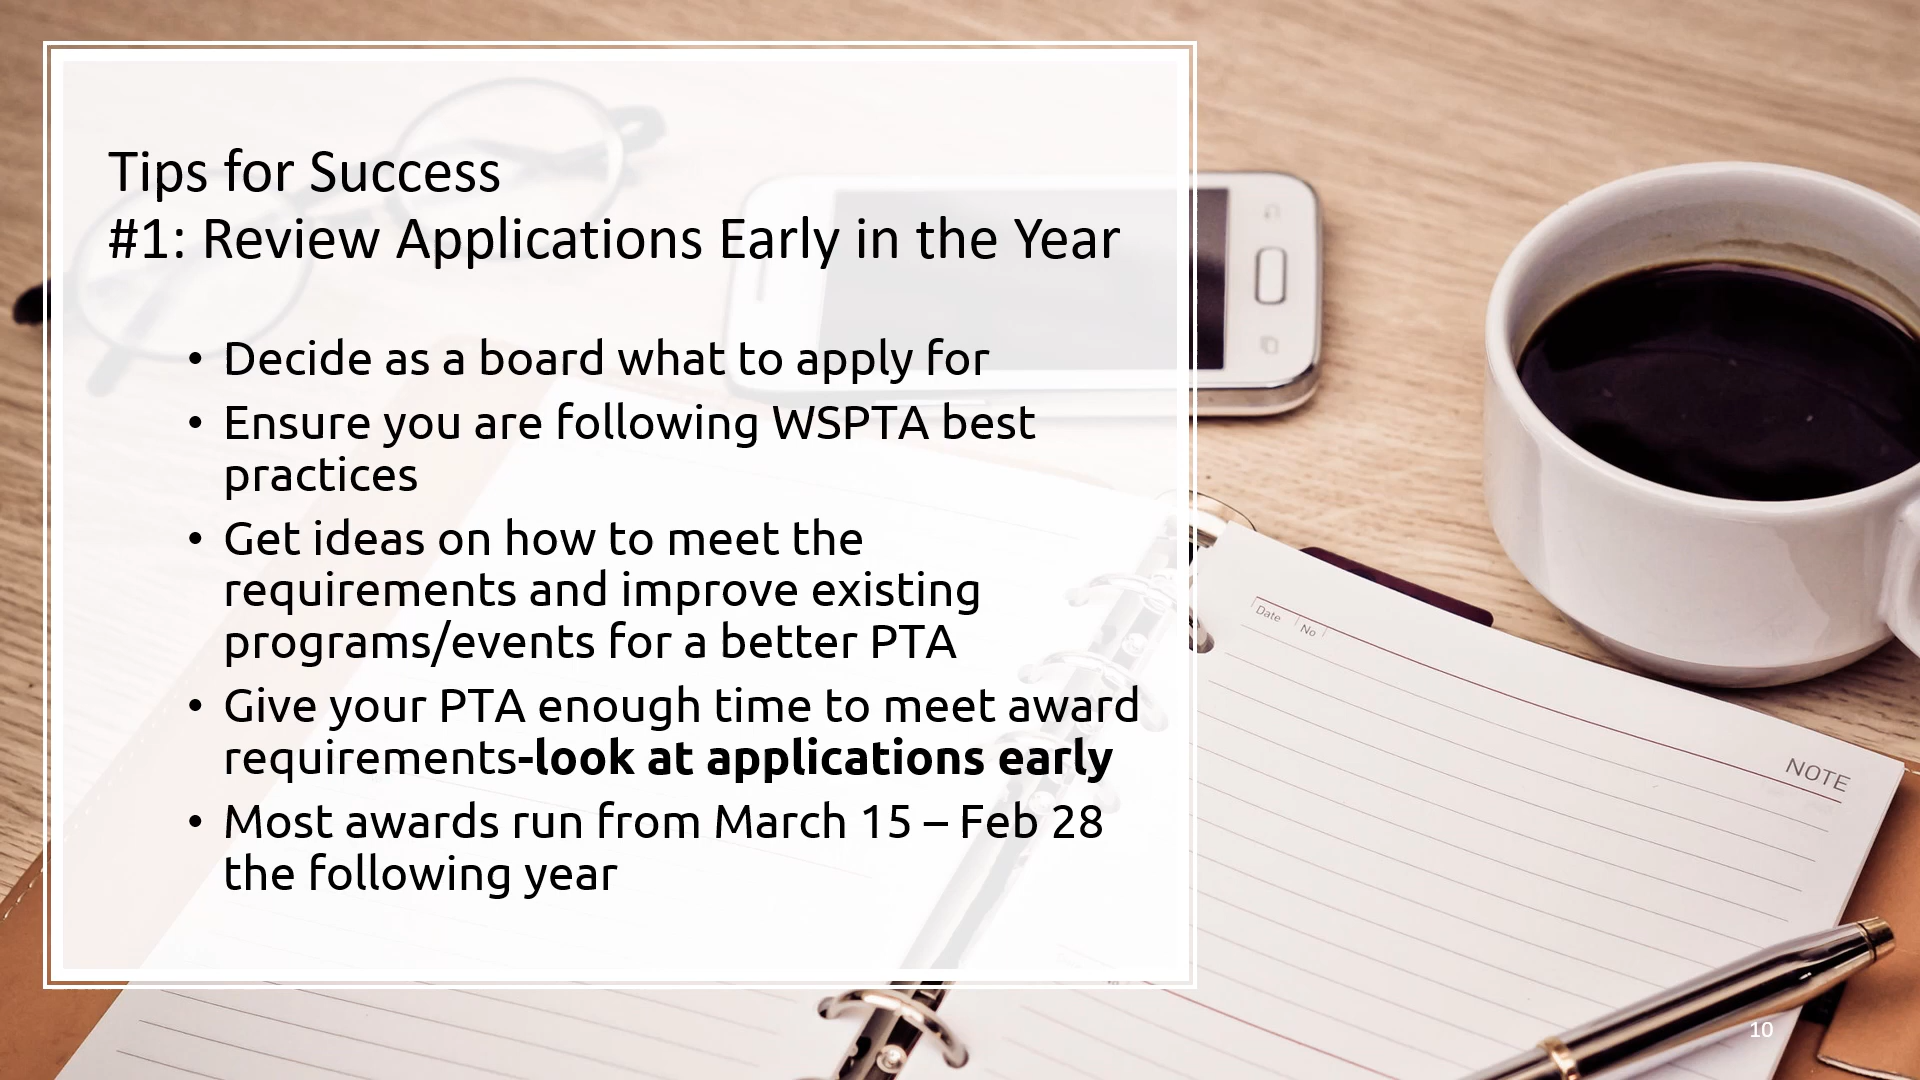 Tips for Success
#1: Review Applications Early in the Year
• Decide as a board what to apply for
• Ensure you are following WSPTA best
practices
• Get ideas on how to meet the
requirements and improve existing
programs/events for a better PTA
• Give your PTA enough time to meet award
requirements-look at applications early
• Most awards run from March 15 – Feb 28
the following year
Date No
NOTE
10